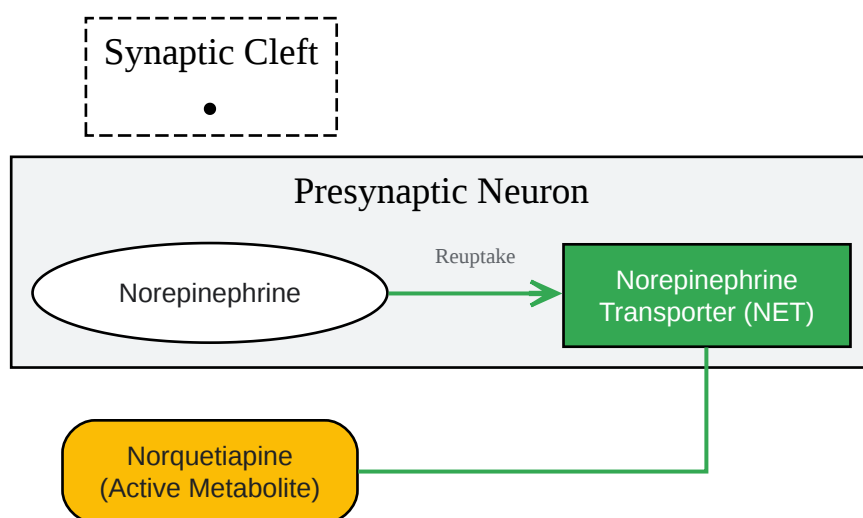 Synaptic Cleft
Presynaptic Neuron
Norepinephrine
Reuptake
Norepinephrine
Transporter (NET)
Norquetiapine
(Active Metabolite)